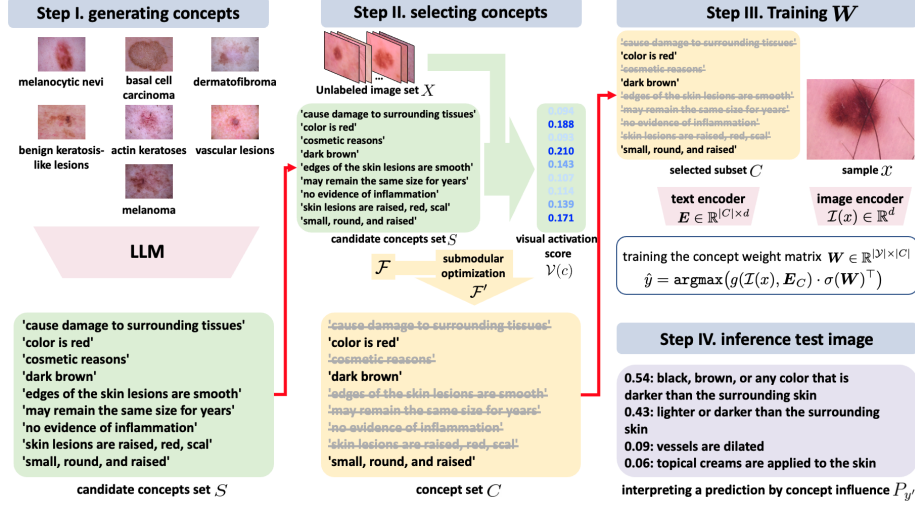 Step I. generating concepts
melanocytic nevi
basal cell
carcinoma
dermatofibroma
benign keratosis-
like lesions
actin keratoses
vascular lesions
melanoma
LLM
'cause damage to surrounding tissues'
'color is red'
'cosmetic reasons'
'dark brown'
'edges of the skin lesions are smooth'
'may remain the same size for years'
'no evidence of inflammation'
'skin lesions are raised, red, scal'
'small, round, and raised'
candidate concepts set S
Step II. selecting concepts
...
Unlabeled image set X
'cause damage to surrounding tissues'
'color is red'
'cosmetic reasons'
'dark brown'
'edges of the skin lesions are smooth'
'may remain the same size for years'
'no evidence of inflammation'
'skin lesions are raised, red, scal'
'small, round, and raised'
candidate concepts set S
0.188
0.210
0.143
0.107
0.114
0.139
0.171
visual activation
score
𝒱(c)
ℱ
submodular
optimization
ℱ′
'cause damage to surrounding tissues'
'color is red'
'cosmetic reasons'
'dark brown'
'edges of the skin lesions are smooth'
'may remain the same size for years'
'no evidence of inflammation'
'skin lesions are raised, red, scal'
'small, round, and raised'
concept set C
Step III. Training W
'cause damage to surrounding tissues'
'color is red'
'cosmetic reasons'
'dark brown'
'edges of the skin lesions are smooth'
'may remain the same size for years'
'no evidence of inflammation'
'skin lesions are raised, red, scal'
'small, round, and raised'
selected subset C
sample x
text encoder
E ∈ ℝ^{|C|×d}
image encoder
ℐ(x) ∈ ℝ^d
training the concept weight matrix W ∈ ℝ^{|𝒴|×|C|}
ŷ = argmax(g(ℐ(x), E_C) · σ(W)^⊤)
Step IV. inference test image
0.54: black, brown, or any color that is
darker than the surrounding skin
0.43: lighter or darker than the surrounding
skin
0.09: vessels are dilated
0.06: topical creams are applied to the skin
interpreting a prediction by concept influence P_{y′}